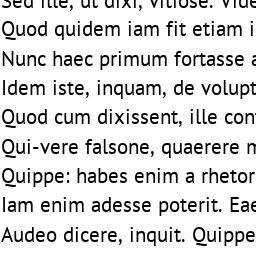 Sed ille, ut dixi, vitiose. Vide
Quod quidem iam fit etiam i
Nunc haec primum fortasse a
Idem iste, inquam, de volupt
Quod cum dixissent, ille con
Qui-vere falsone, quaerere m
Quippe: habes enim a rhetor
Iam enim adesse poterit. Eae
Audeo dicere, inquit. Quippe